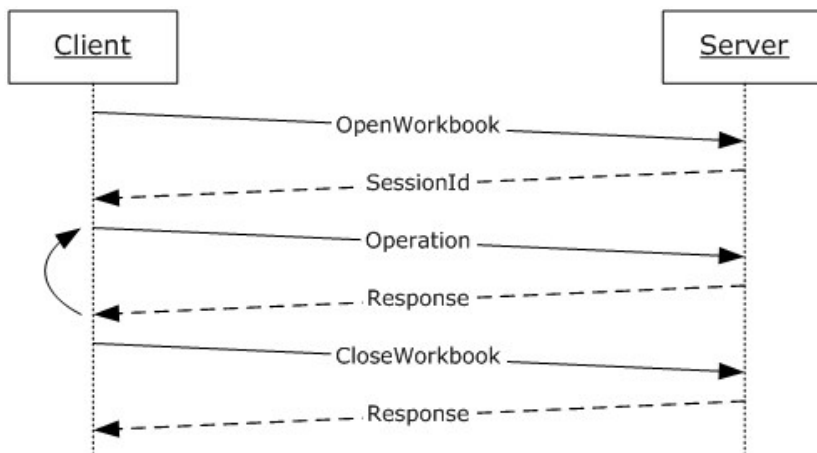 Client
Server
OpenWorkbook
SessionId
Operation
Response
CloseWorkbook
Response